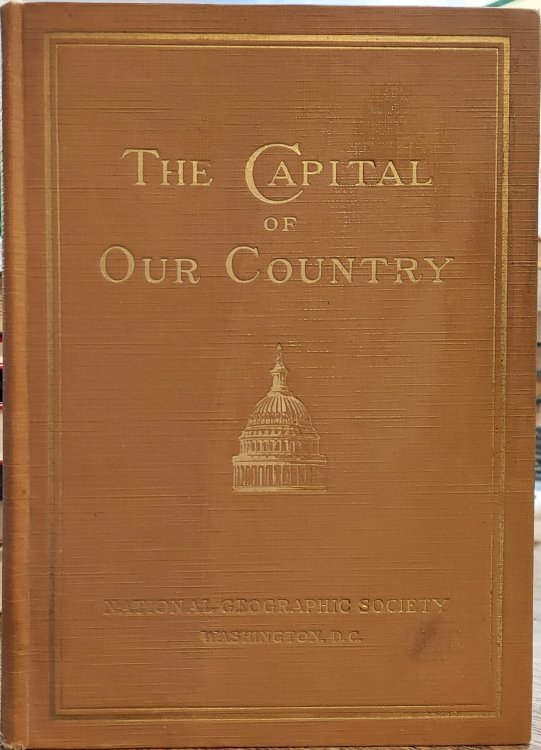 THE CAPITAL
OF
OUR COUNTRY
NATIONAL GEOGRAPHIC SOCIETY
WASHINGTON, D.C.